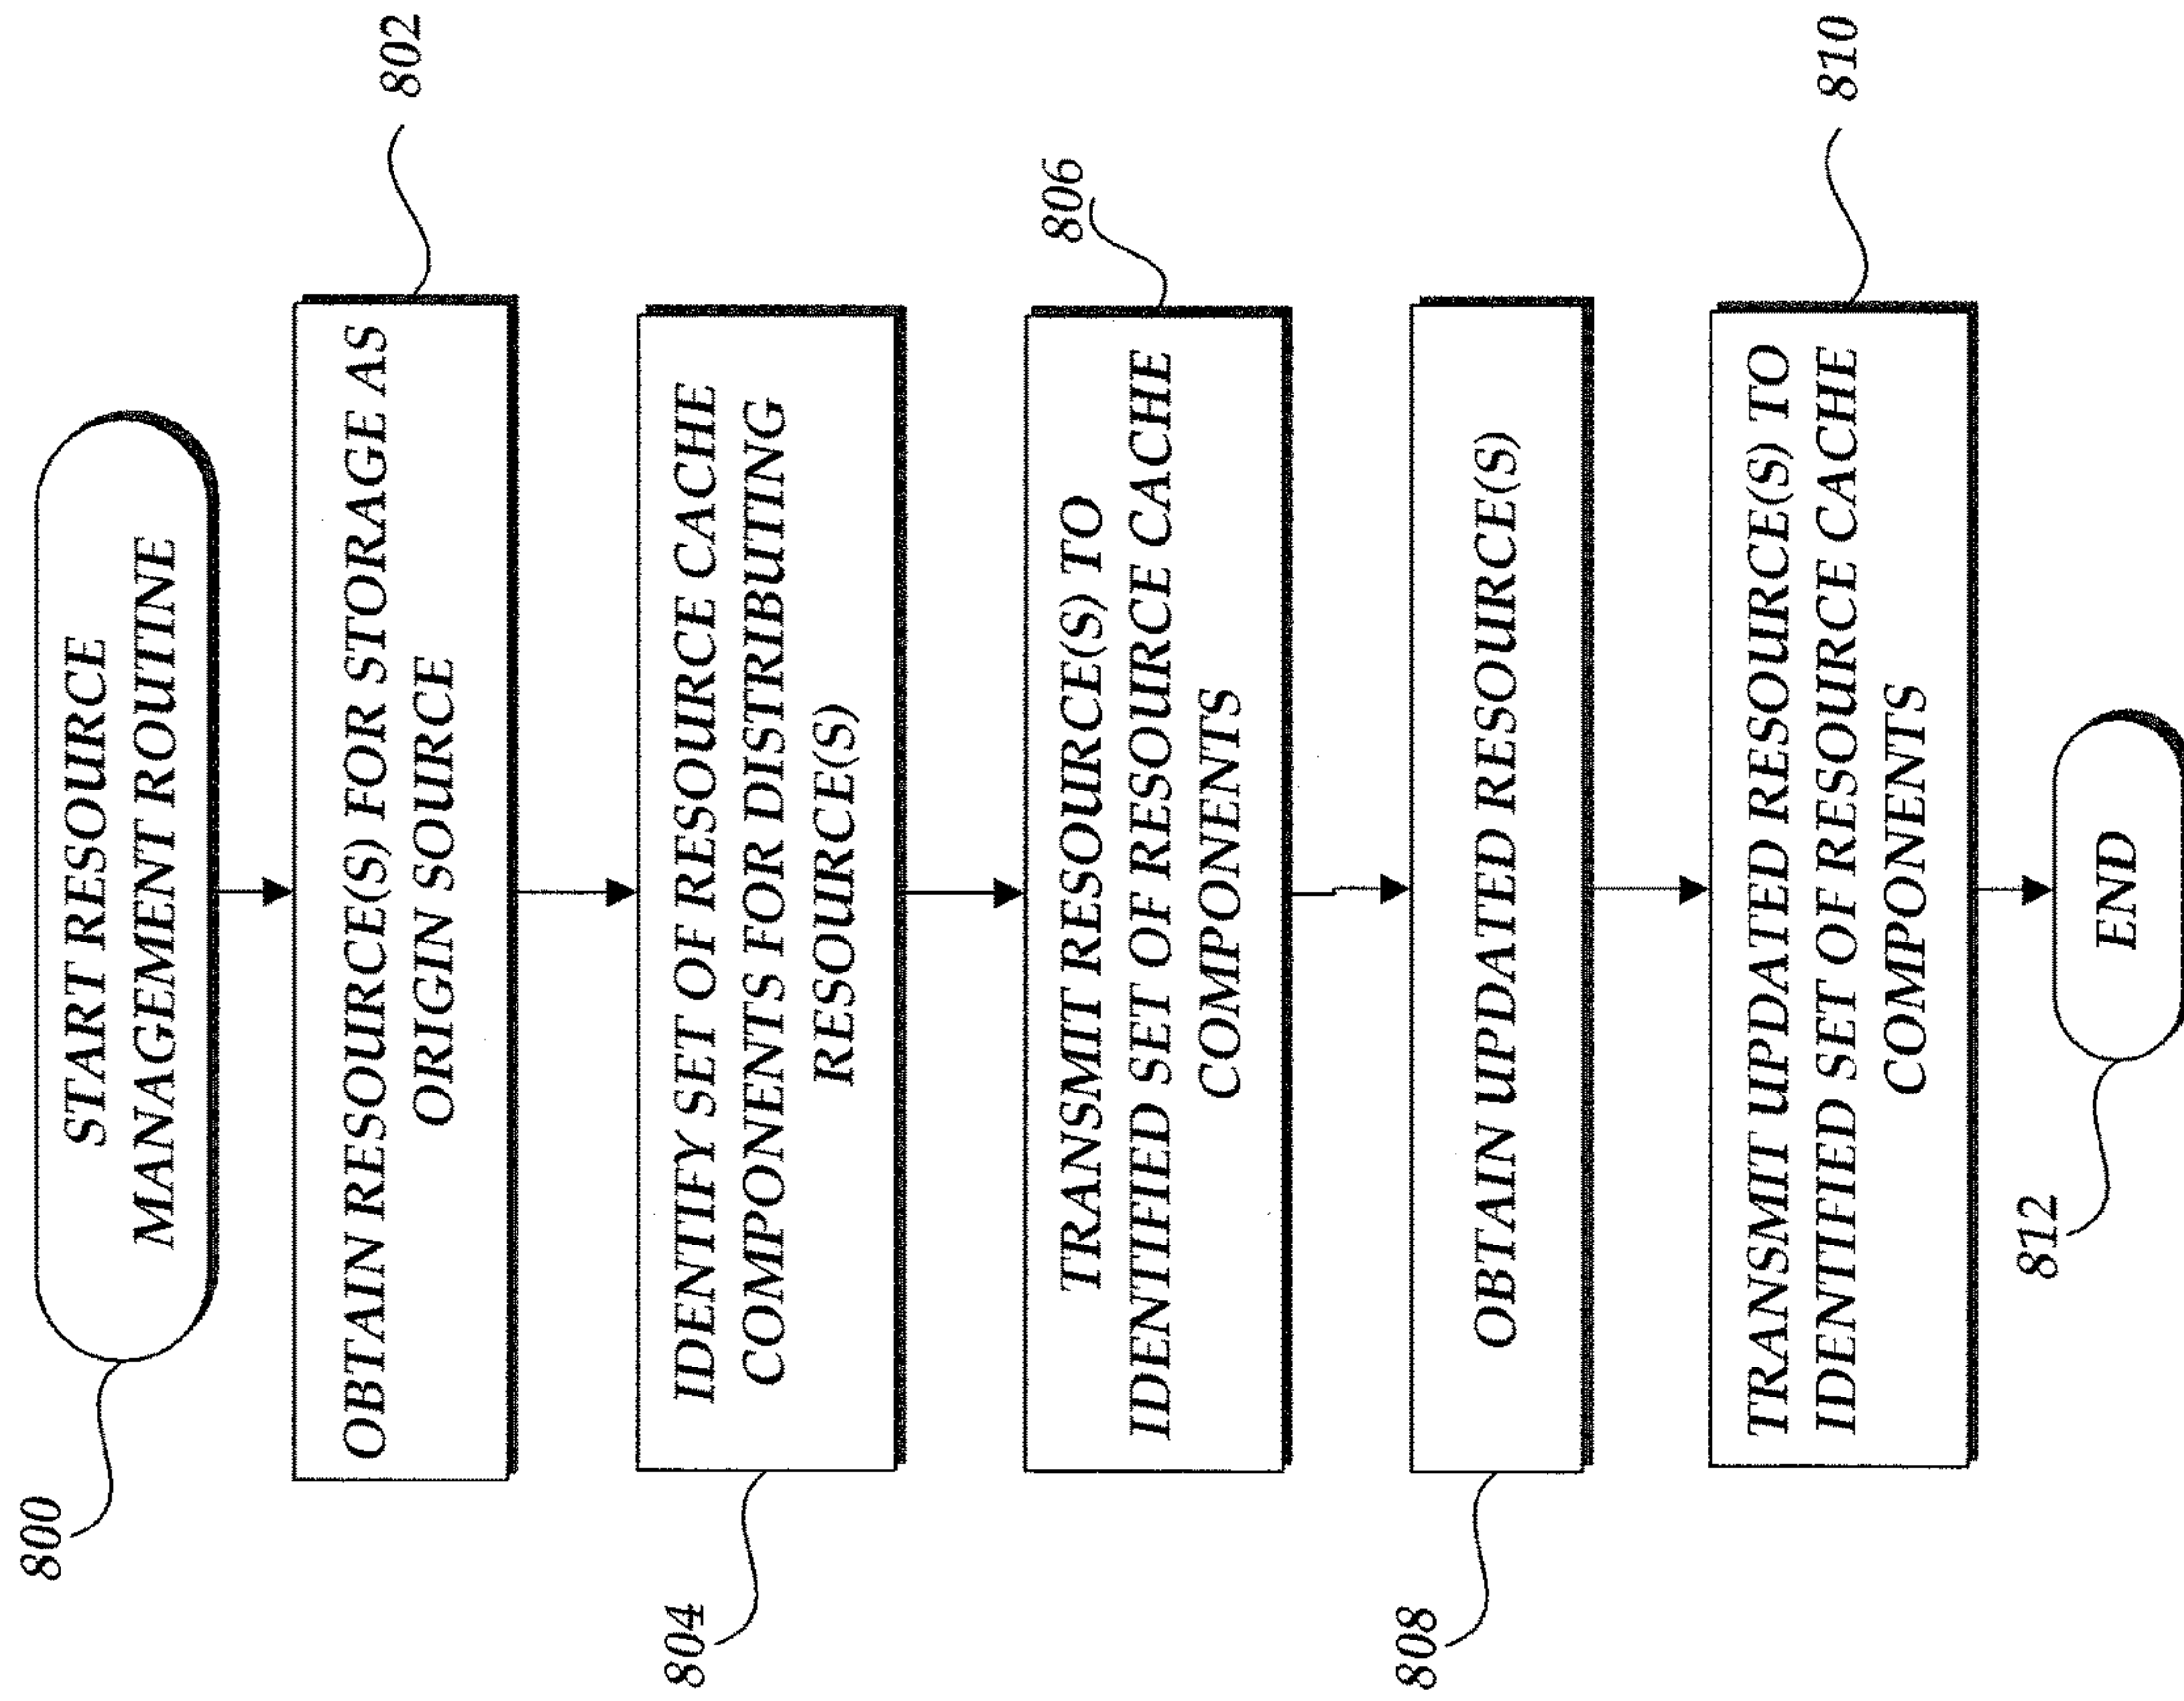 800
START RESOURCE
MANAGEMENT ROUTINE
802
OBTAIN RESOURCE(S) FOR STORAGE AS
ORIGIN SOURCE
804
IDENTIFY SET OF RESOURCE CACHE
COMPONENTS FOR DISTRIBUTING
RESOURCE(S)
806
TRANSMIT RESOURCE(S) TO
IDENTIFIED SET OF RESOURCE CACHE
COMPONENTS
808
OBTAIN UPDATED RESOURCE(S)
810
TRANSMIT UPDATED RESOURCE(S) TO
IDENTIFIED SET OF RESOURCE CACHE
COMPONENTS
812
END